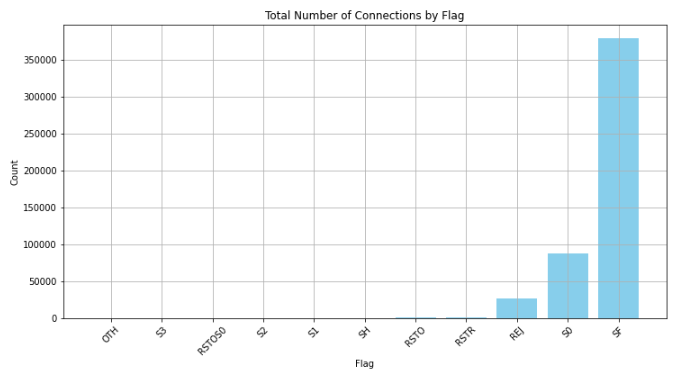 Total Number of Connections by Flag
350000
300000
250000
200000
150000
100000
50000
0
Count
OTH
S3
RSTOS0
S2
S1
SH
RSTO
RSTR
REJ
S0
SF
Flag